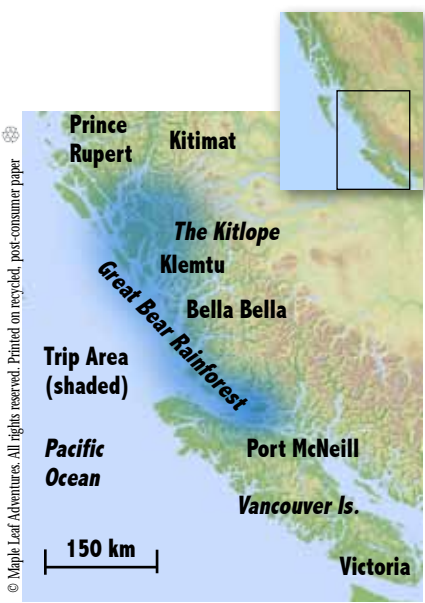 Prince
Rupert
Kitimat
The Kitlope
Klemtu
Great Bear Rainforest
Bella Bella
Trip Area
(shaded)
Pacific
Ocean
Port McNeill
Vancouver Is.
150 km
Victoria
© Maple Leaf Adventures. All rights reserved. Printed on recycled, post-consumer paper